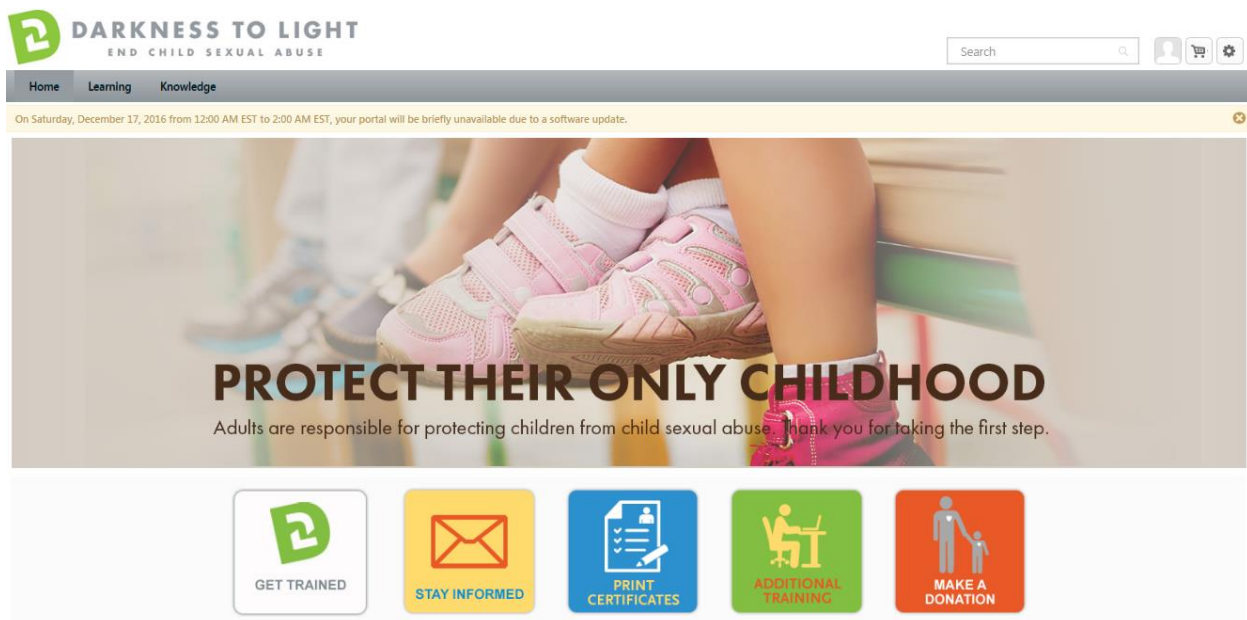 DARKNESS TO LIGHT
END CHILD SEXUAL ABUSE
Search
Home Learning Knowledge
On Saturday, December 17, 2016 from 12:00 AM EST to 2:00 AM EST, your portal will be briefly unavailable due to a software update.
PROTECT THEIR ONLY CHILDHOOD
Adults are responsible for protecting children from child sexual abuse. Thank you for taking the first step.
GET TRAINED
STAY INFORMED
PRINT
CERTIFICATES
ADDITIONAL
TRAINING
MAKE A
DONATION